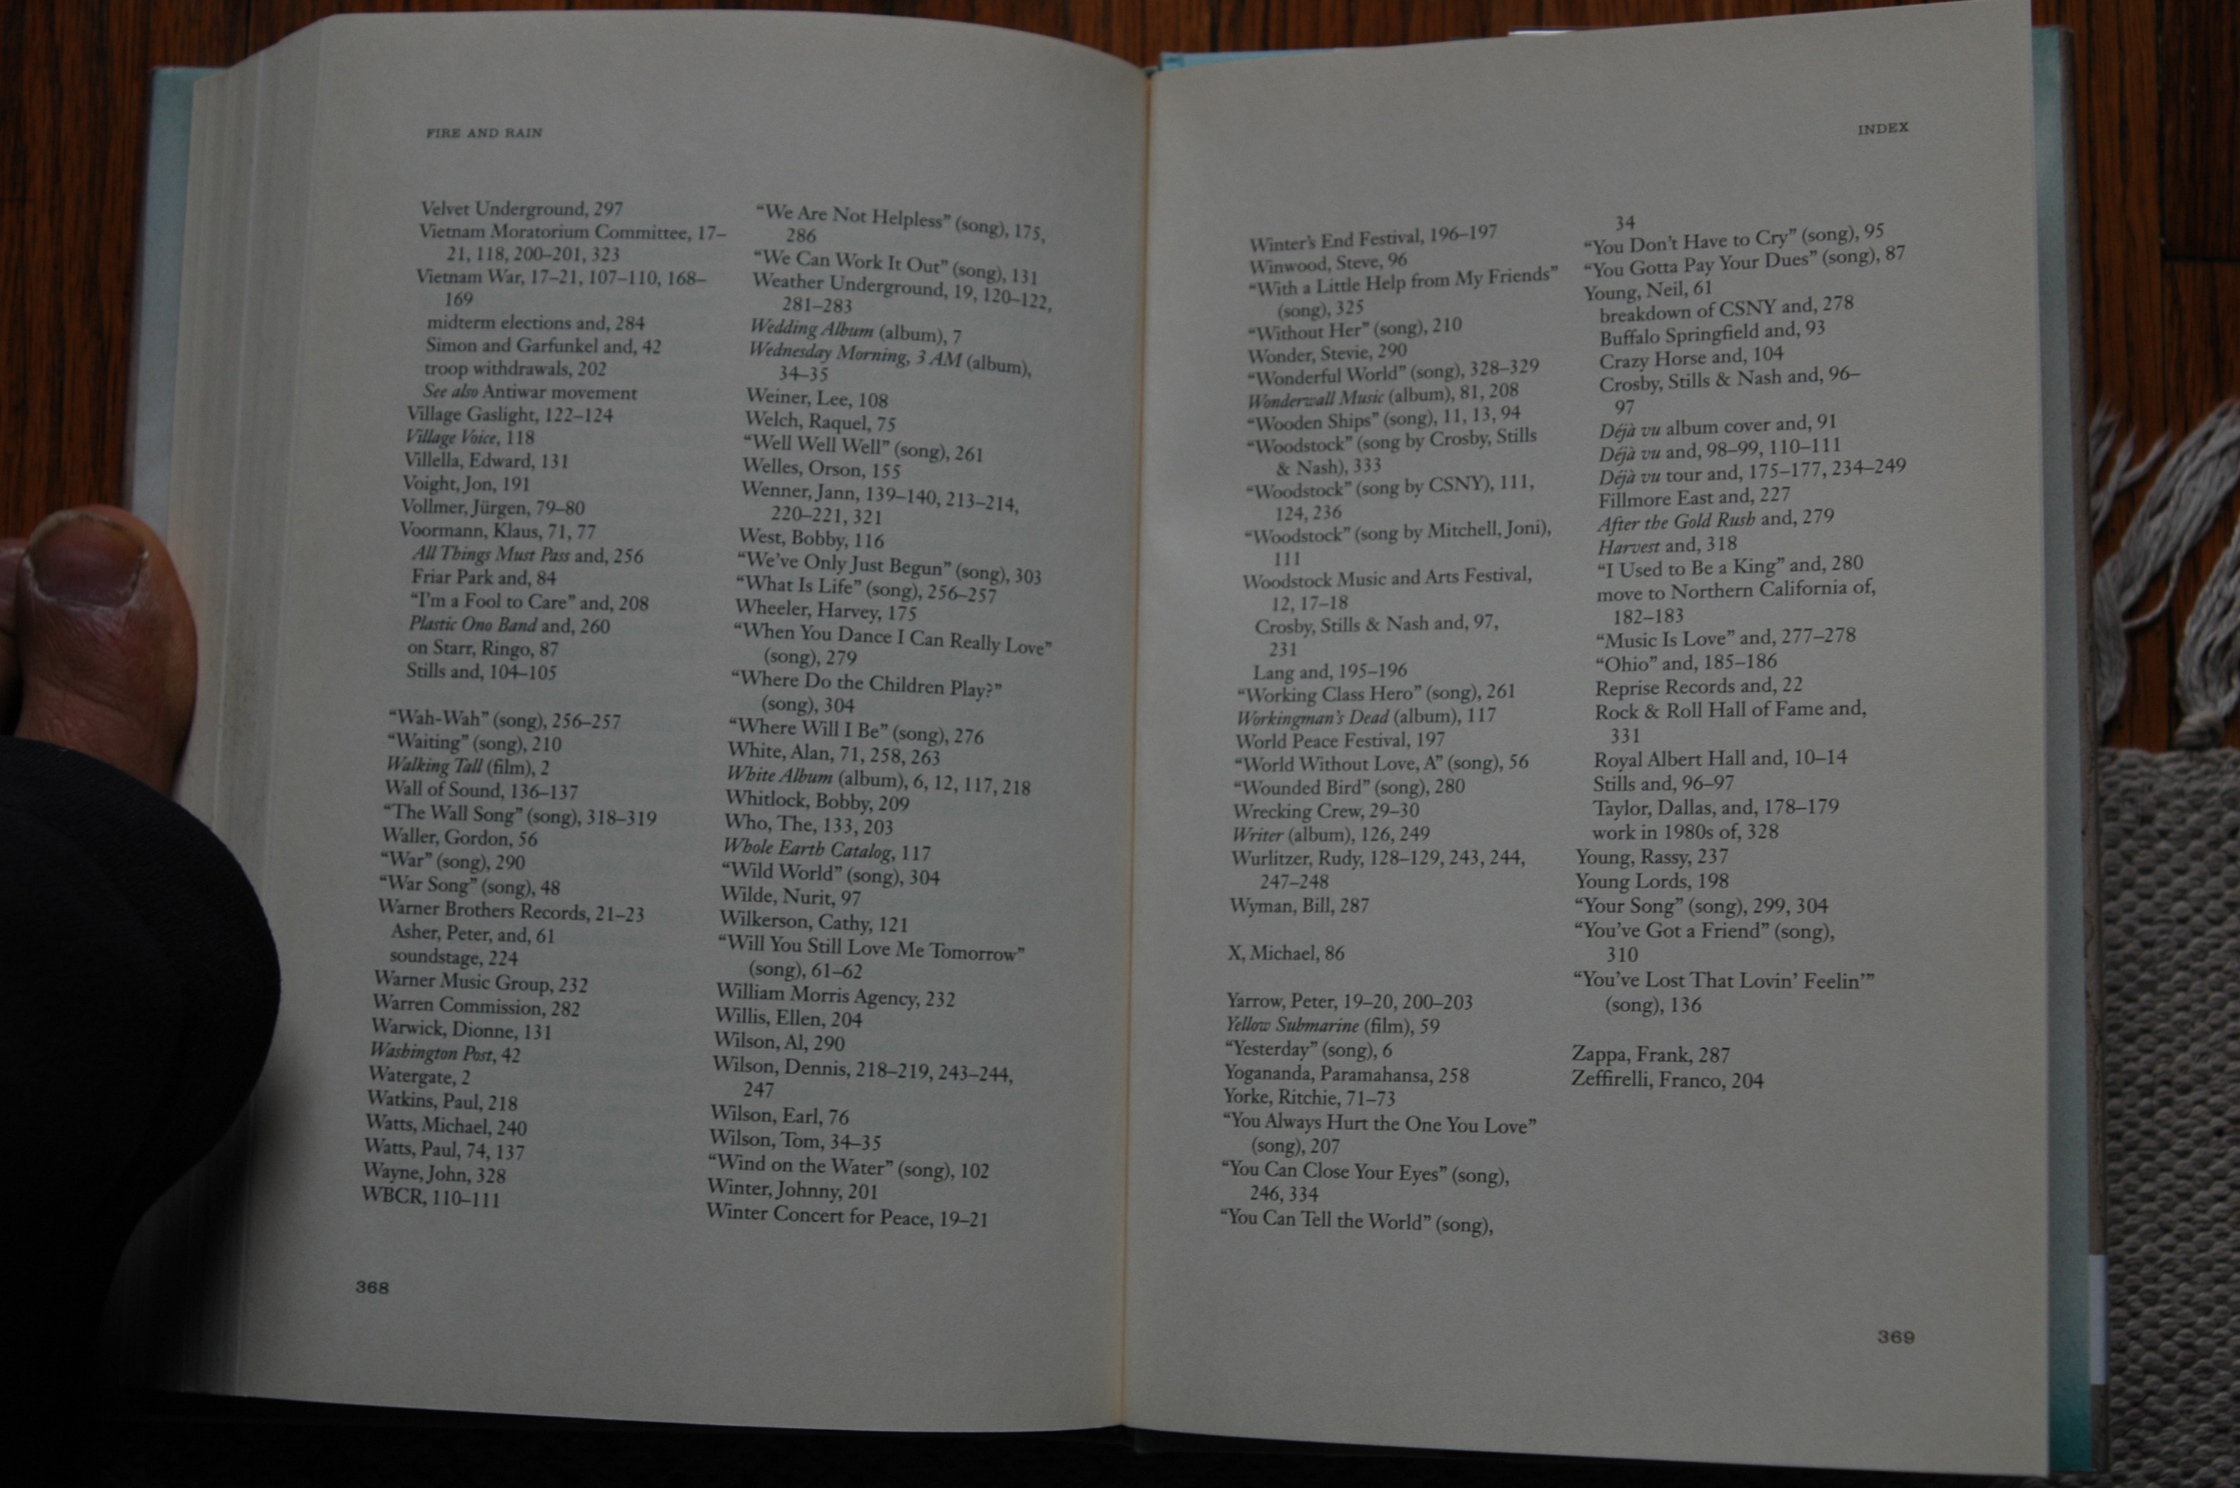 FIRE AND RAIN
Velvet Underground, 297
Vietnam Moratorium Committee, 17–
21, 118, 200–201, 323
Vietnam War, 17–21, 107–110, 168–
169
midterm elections and, 284
Simon and Garfunkel and, 42
troop withdrawals, 202
See also Antiwar movement
Village Gaslight, 122–124
Village Voice, 118
Villella, Edward, 131
Voight, Jon, 191
Vollmer, Jürgen, 79–80
Voormann, Klaus, 71, 77
All Things Must Pass and, 256
Friar Park and, 84
“I'm a Fool to Care” and, 208
Plastic Ono Band and, 260
on Starr, Ringo, 87
Stills and, 104–105
“Wah-Wah” (song), 256–257
“Waiting” (song), 210
Walking Tall (film), 2
Wall of Sound, 136–137
“The Wall Song” (song), 318–319
Waller, Gordon, 56
“War” (song), 290
“War Song” (song), 48
Warner Brothers Records, 21–23
Asher, Peter, and, 61
soundstage, 224
Warner Music Group, 232
Warren Commission, 282
Warwick, Dionne, 131
Washington Post, 42
Watergate, 2
Watkins, Paul, 218
Watts, Michael, 240
Watts, Paul, 74, 137
Wayne, John, 328
WBCR, 110–111
“We Are Not Helpless” (song), 175,
286
“We Can Work It Out” (song), 131
Weather Underground, 19, 120–122,
281–283
Wedding Album (album), 7
Wednesday Morning, 3 AM (album),
34–35
Weiner, Lee, 108
Welch, Raquel, 75
“Well Well Well” (song), 261
Welles, Orson, 155
Wenner, Jann, 139–140, 213–214,
220–221, 321
West, Bobby, 116
“We've Only Just Begun” (song), 303
“What Is Life” (song), 256–257
Wheeler, Harvey, 175
“When You Dance I Can Really Love”
(song), 279
“Where Do the Children Play?”
(song), 304
“Where Will I Be” (song), 276
White, Alan, 71, 258, 263
White Album (album), 6, 12, 117, 218
Whitlock, Bobby, 209
Who, The, 133, 203
Whole Earth Catalog, 117
“Wild World” (song), 304
Wilde, Nurit, 97
Wilkerson, Cathy, 121
“Will You Still Love Me Tomorrow”
(song), 61–62
William Morris Agency, 232
Willis, Ellen, 204
Wilson, Al, 290
Wilson, Dennis, 218–219, 243–244,
247
Wilson, Earl, 76
Wilson, Tom, 34–35
“Wind on the Water” (song), 102
Winter, Johnny, 201
Winter Concert for Peace, 19–21
368
INDEX
Winter's End Festival, 196–197
Winwood, Steve, 96
“With a Little Help from My Friends”
(song), 325
“Without Her” (song), 210
Wonder, Stevie, 290
“Wonderful World” (song), 328–329
Wonderwall Music (album), 81, 208
“Wooden Ships” (song), 11, 13, 94
“Woodstock” (song by Crosby, Stills
& Nash), 333
“Woodstock” (song by CSNY), 111,
124, 236
“Woodstock” (song by Mitchell, Joni),
111
Woodstock Music and Arts Festival,
12, 17–18
Crosby, Stills & Nash and, 97,
231
Lang and, 195–196
“Working Class Hero” (song), 261
Workingman's Dead (album), 117
World Peace Festival, 197
“World Without Love, A” (song), 56
“Wounded Bird” (song), 280
Wrecking Crew, 29–30
Writer (album), 126, 249
Wurlitzer, Rudy, 128–129, 243, 244,
247–248
Wyman, Bill, 287
X, Michael, 86
Yarrow, Peter, 19–20, 200–203
Yellow Submarine (film), 59
“Yesterday” (song), 6
Yogananda, Paramahansa, 258
Yorke, Ritchie, 71–73
“You Always Hurt the One You Love”
(song), 207
“You Can Close Your Eyes” (song),
246, 334
“You Can Tell the World” (song),
34
“You Don't Have to Cry” (song), 95
“You Gotta Pay Your Dues” (song), 87
Young, Neil, 61
breakdown of CSNY and, 278
Buffalo Springfield and, 93
Crazy Horse and, 104
Crosby, Stills & Nash and, 96–
97
Déjà vu album cover and, 91
Déjà vu and, 98–99, 110–111
Déjà vu tour and, 175–177, 234–249
Fillmore East and, 227
After the Gold Rush and, 279
Harvest and, 318
“I Used to Be a King” and, 280
move to Northern California of,
182–183
“Music Is Love” and, 277–278
“Ohio” and, 185–186
Reprise Records and, 22
Rock & Roll Hall of Fame and,
331
Royal Albert Hall and, 10–14
Stills and, 96–97
Taylor, Dallas, and, 178–179
work in 1980s of, 328
Young, Rassy, 237
Young Lords, 198
“Your Song” (song), 299, 304
“You've Got a Friend” (song),
310
“You've Lost That Lovin' Feelin'”
(song), 136
Zappa, Frank, 287
Zeffirelli, Franco, 204
369